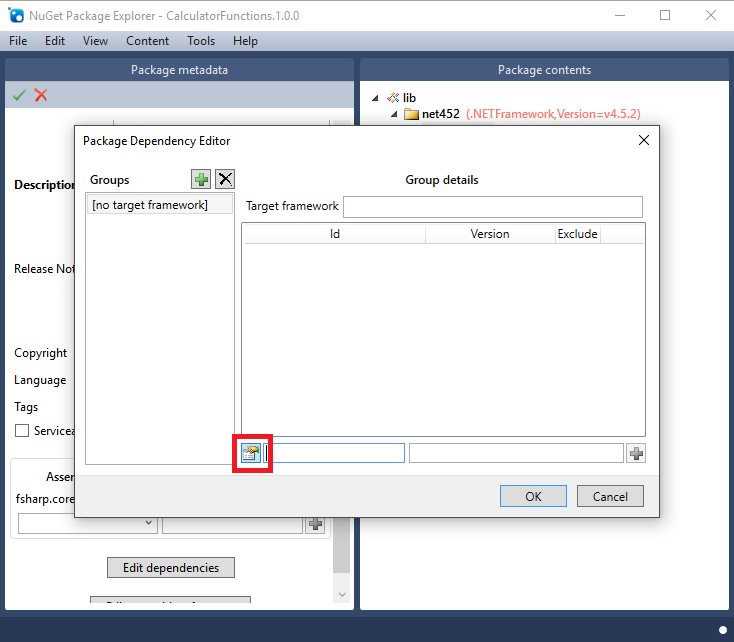 NuGet Package Explorer - CalculatorFunctions.1.0.0
File Edit View Content Tools Help
Package metadata
Package contents
lib
net452 (.NETFramework,Version=v4.5.2)
Package Dependency Editor
Groups
Group details
[no target framework]
Target framework
Id Version Exclude
Description
Release Not
Copyright
Language
Tags
Servicea
Assem
fsharp.core
OK Cancel
Edit dependencies